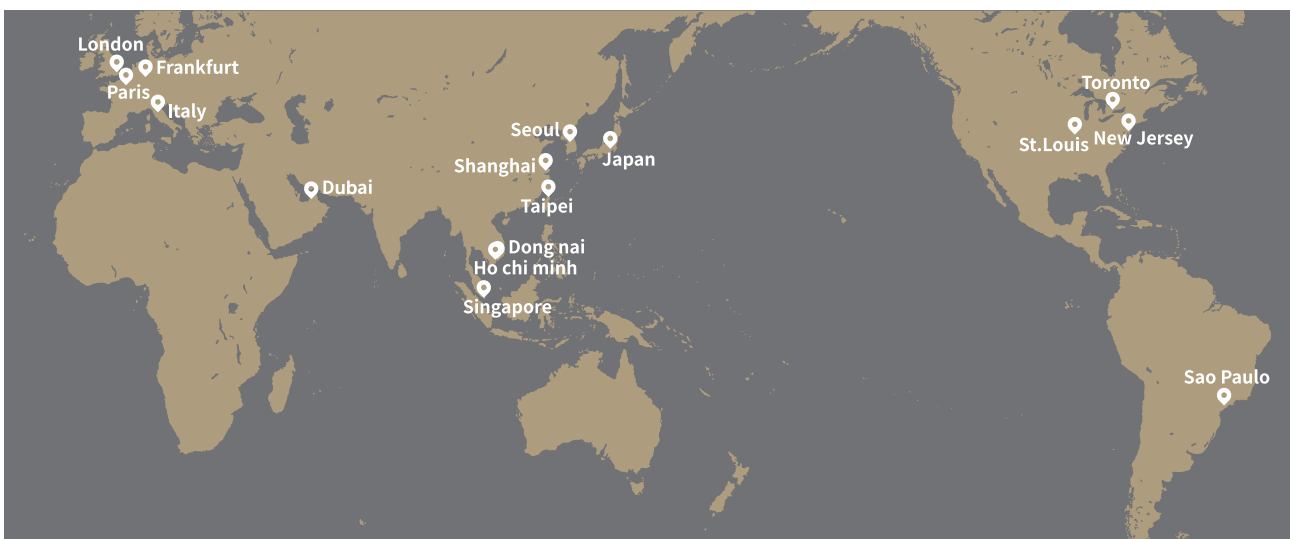 London
Frankfurt
Paris
Italy
Dubai
Seoul
Japan
Shanghai
Taipei
Dong nai
Ho chi minh
Singapore
Toronto
St.Louis
New Jersey
Sao Paulo